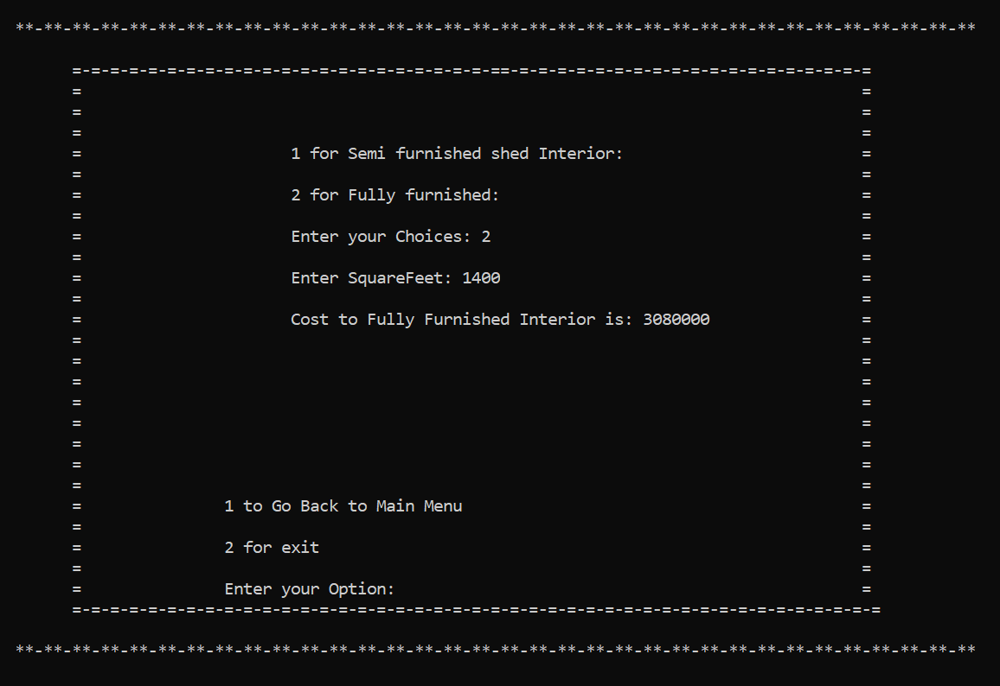 **-**-**-**-**-**-**-**-**-**-**-**-**-**-**-**-**-**-**-**-**-**-**-**-**-**-**-**-**-**-**-**-**-**
=-=-=-=-=-=-=-=-=-=-=-=-=-=-=-=-=-=-=-=-=-=-==-=-=-=-=-=-=-=-=-=-=-=-=-=-=-=-=-=-=
= =
= =
= =
= 1 for Semi furnished shed Interior: =
= =
= 2 for Fully furnished: =
= =
= Enter your Choices: 2 =
= =
= Enter SquareFeet: 1400 =
= =
= Cost to Fully Furnished Interior is: 3080000 =
= =
= =
= =
= =
= =
= =
= =
= =
= 1 to Go Back to Main Menu =
= =
= 2 for exit =
= =
= Enter your Option: =
=-=-=-=-=-=-=-=-=-=-=-=-=-=-=-=-=-=-=-=-=-=-=-=-=-=-=-=-=-=-=-=-=-=-=-=-=-=-=-=-=-=-=
**-**-**-**-**-**-**-**-**-**-**-**-**-**-**-**-**-**-**-**-**-**-**-**-**-**-**-**-**-**-**-**-**-**